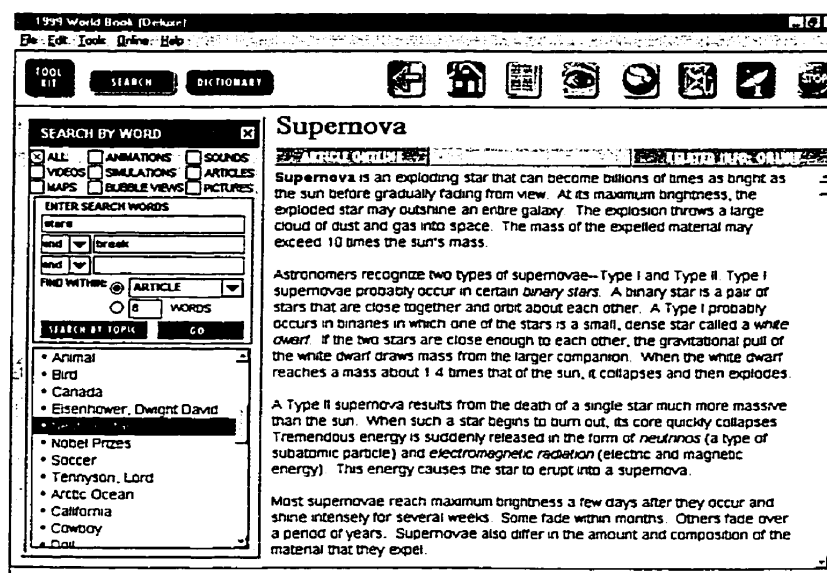 1999 World Book (Deluxe)
File Edit Tools Online Help
TOOL KIT
SEARCH
DICTIONARY
STOP
SEARCH BY WORD
ALL ANIMATIONS SOUNDS
VIDEOS SIMULATIONS ARTICLES
MAPS BUBBLE VIEWS PICTURES
ENTER SEARCH WORDS
stars
and break
and
FIND WITHIN: ARTICLE
8 WORDS
SEARCH BY TOPIC GO
• Animal
• Bird
• Canada
• Eisenhower, Dwight David
• Nobel Prizes
• Soccer
• Tennyson, Lord
• Arctic Ocean
• California
• Cowboy
Supernova
ARTICLE OUTLINE
RELATED INFO: ONLINE
Supernova is an exploding star that can become billions of times as bright as
the sun before gradually fading from view. At its maximum brightness, the
exploded star may outshine an entire galaxy. The explosion throws a large
cloud of dust and gas into space. The mass of the expelled material may
exceed 10 times the sun's mass.
Astronomers recognize two types of supernovae--Type I and Type II. Type I
supernovae probably occur in certain binary stars. A binary star is a pair of
stars that are close together and orbit about each other. A Type I probably
occurs in binaries in which one of the stars is a small, dense star called a white
dwarf. If the two stars are close enough to each other, the gravitational pull of
the white dwarf draws mass from the larger companion. When the white dwarf
reaches a mass about 1.4 times that of the sun, it collapses and then explodes.
A Type II supernova results from the death of a single star much more massive
than the sun. When such a star begins to burn out, its core quickly collapses.
Tremendous energy is suddenly released in the form of neutrinos (a type of
subatomic particle) and electromagnetic radiation (electric and magnetic
energy). This energy causes the star to erupt into a supernova.
Most supernovae reach maximum brightness a few days after they occur and
shine intensely for several weeks. Some fade within months. Others fade over
a period of years. Supernovae also differ in the amount and composition of the
material that they expel.